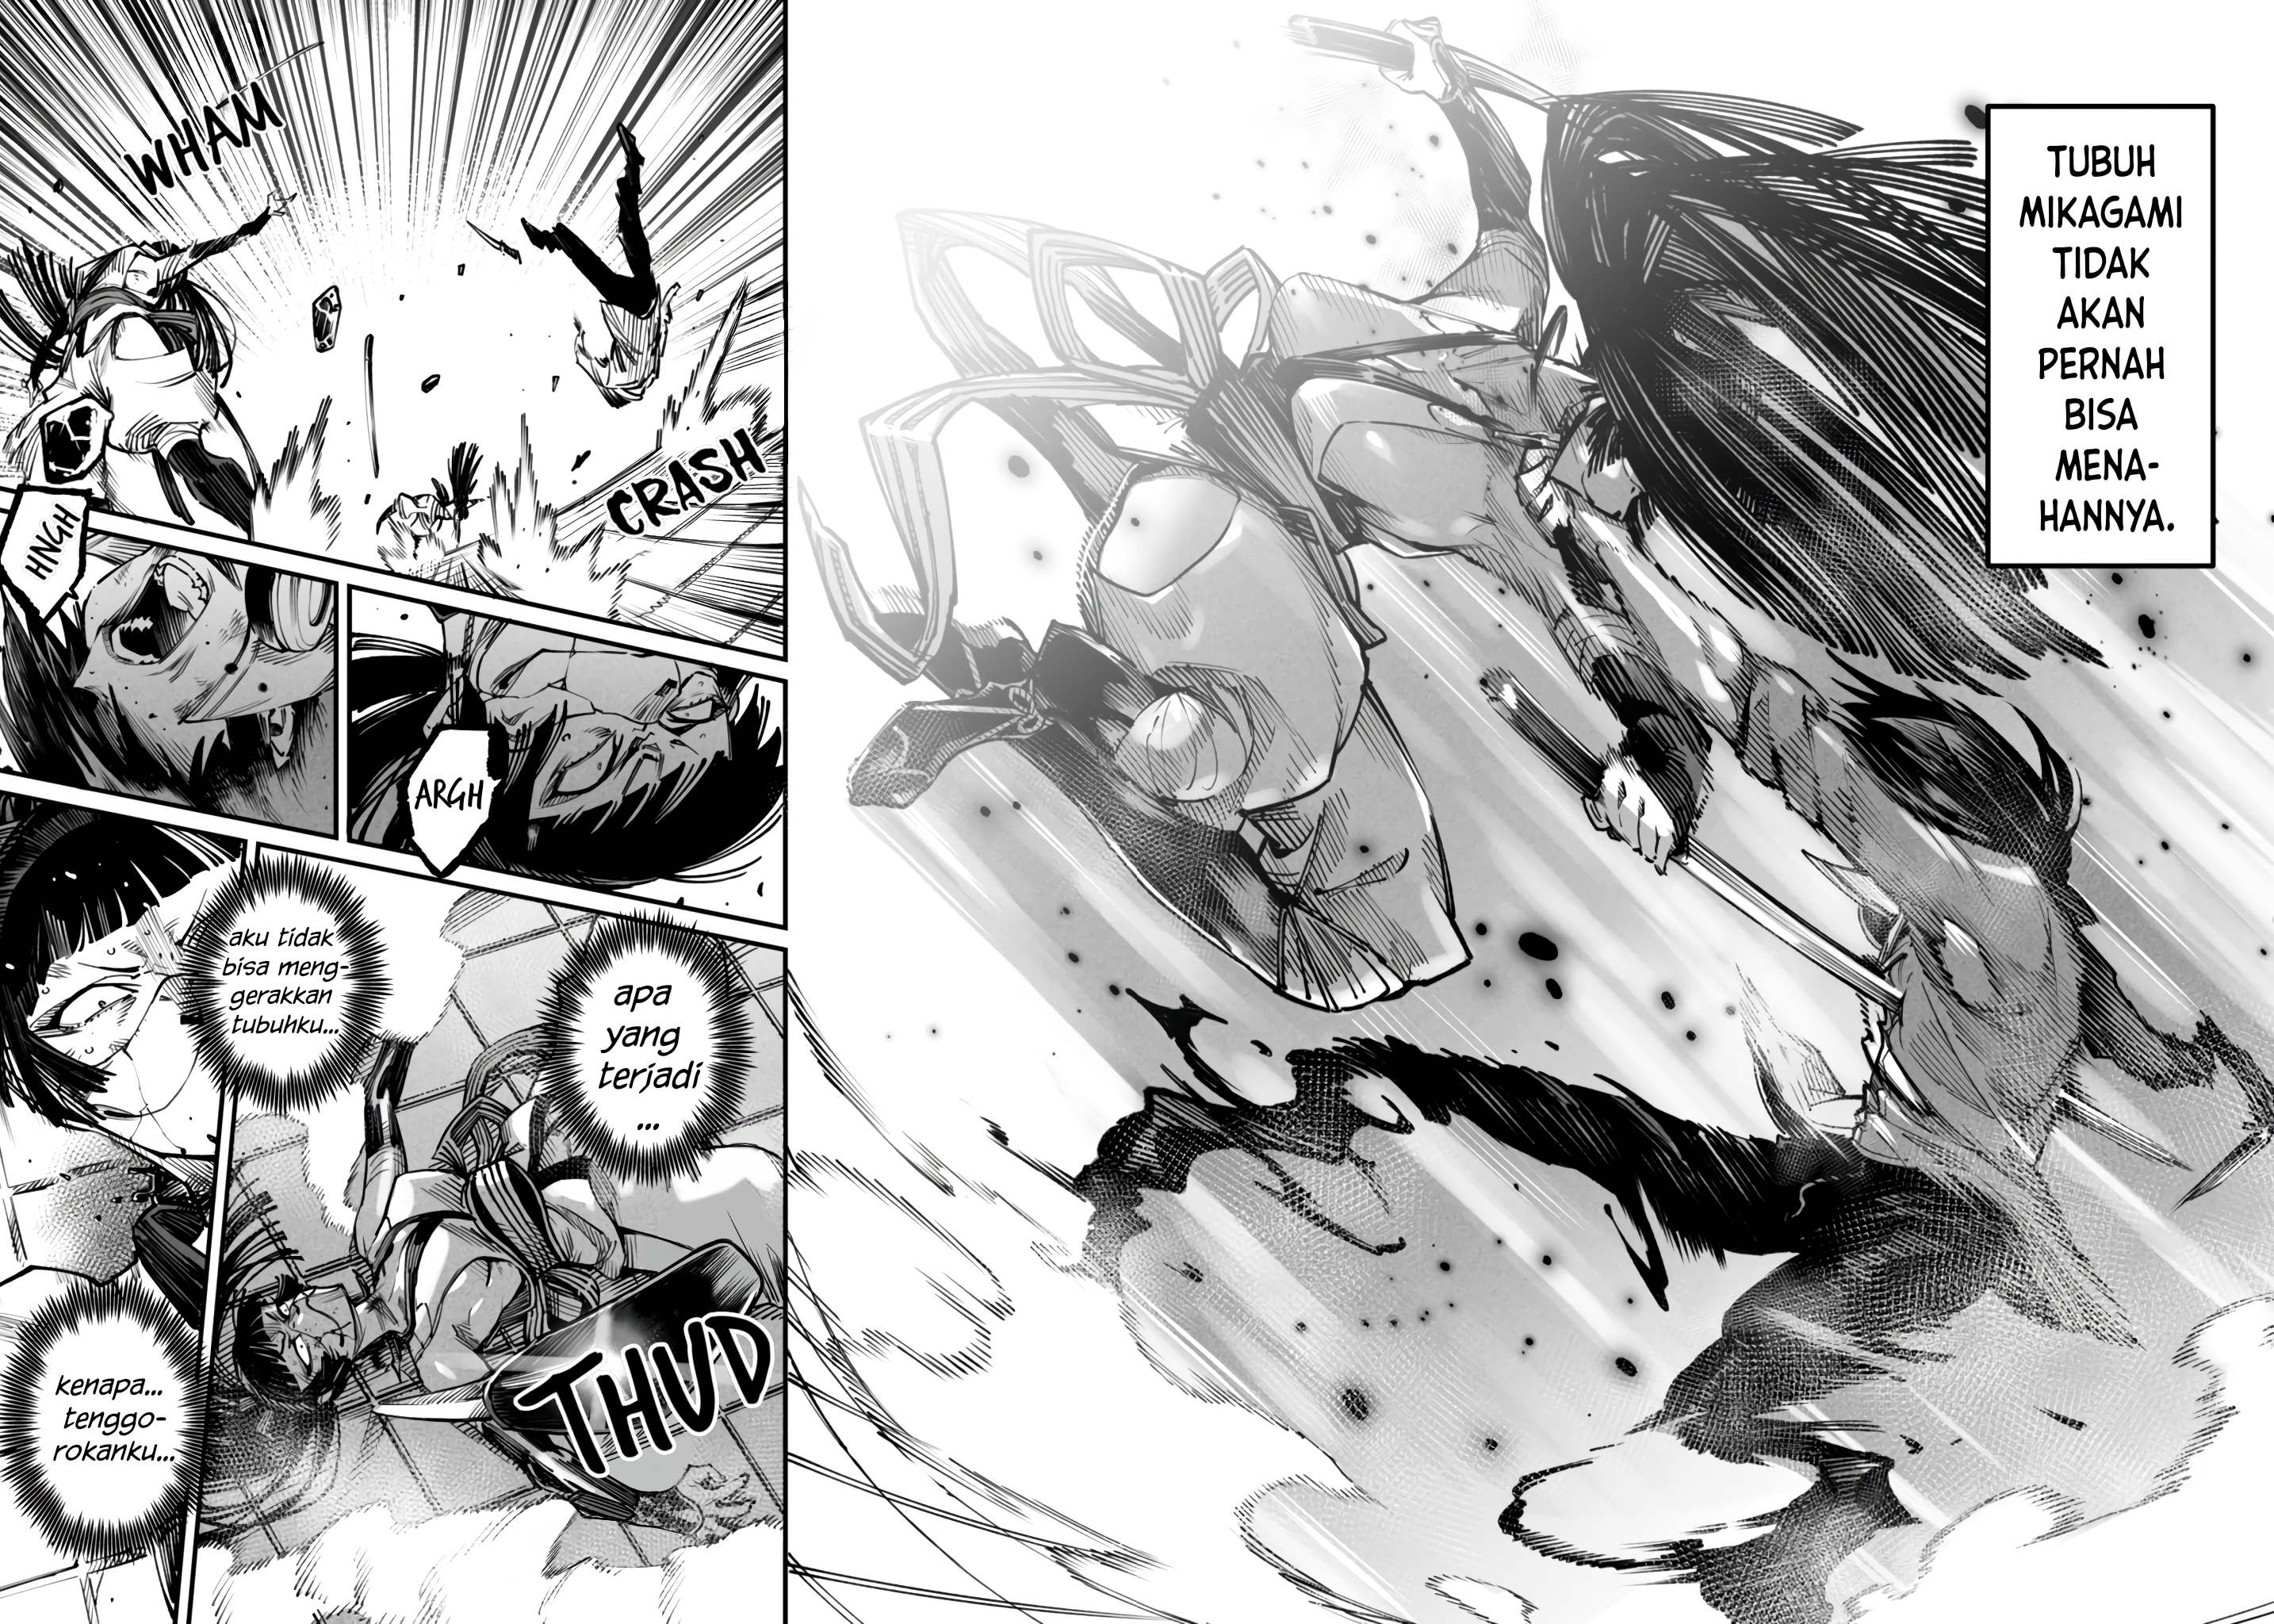 TUBUH
MIKAGAMI
TIDAK
AKAN
PERNAH
BISA
MENA-
HANNYA.
WHAM
CRASH
ARGH
HNGH
apa
yang
terjadi
...
aku tidak
bisa meng-
gerakkan
tubuhku...
THUD
kenapa...
tenggo-
rokanku...